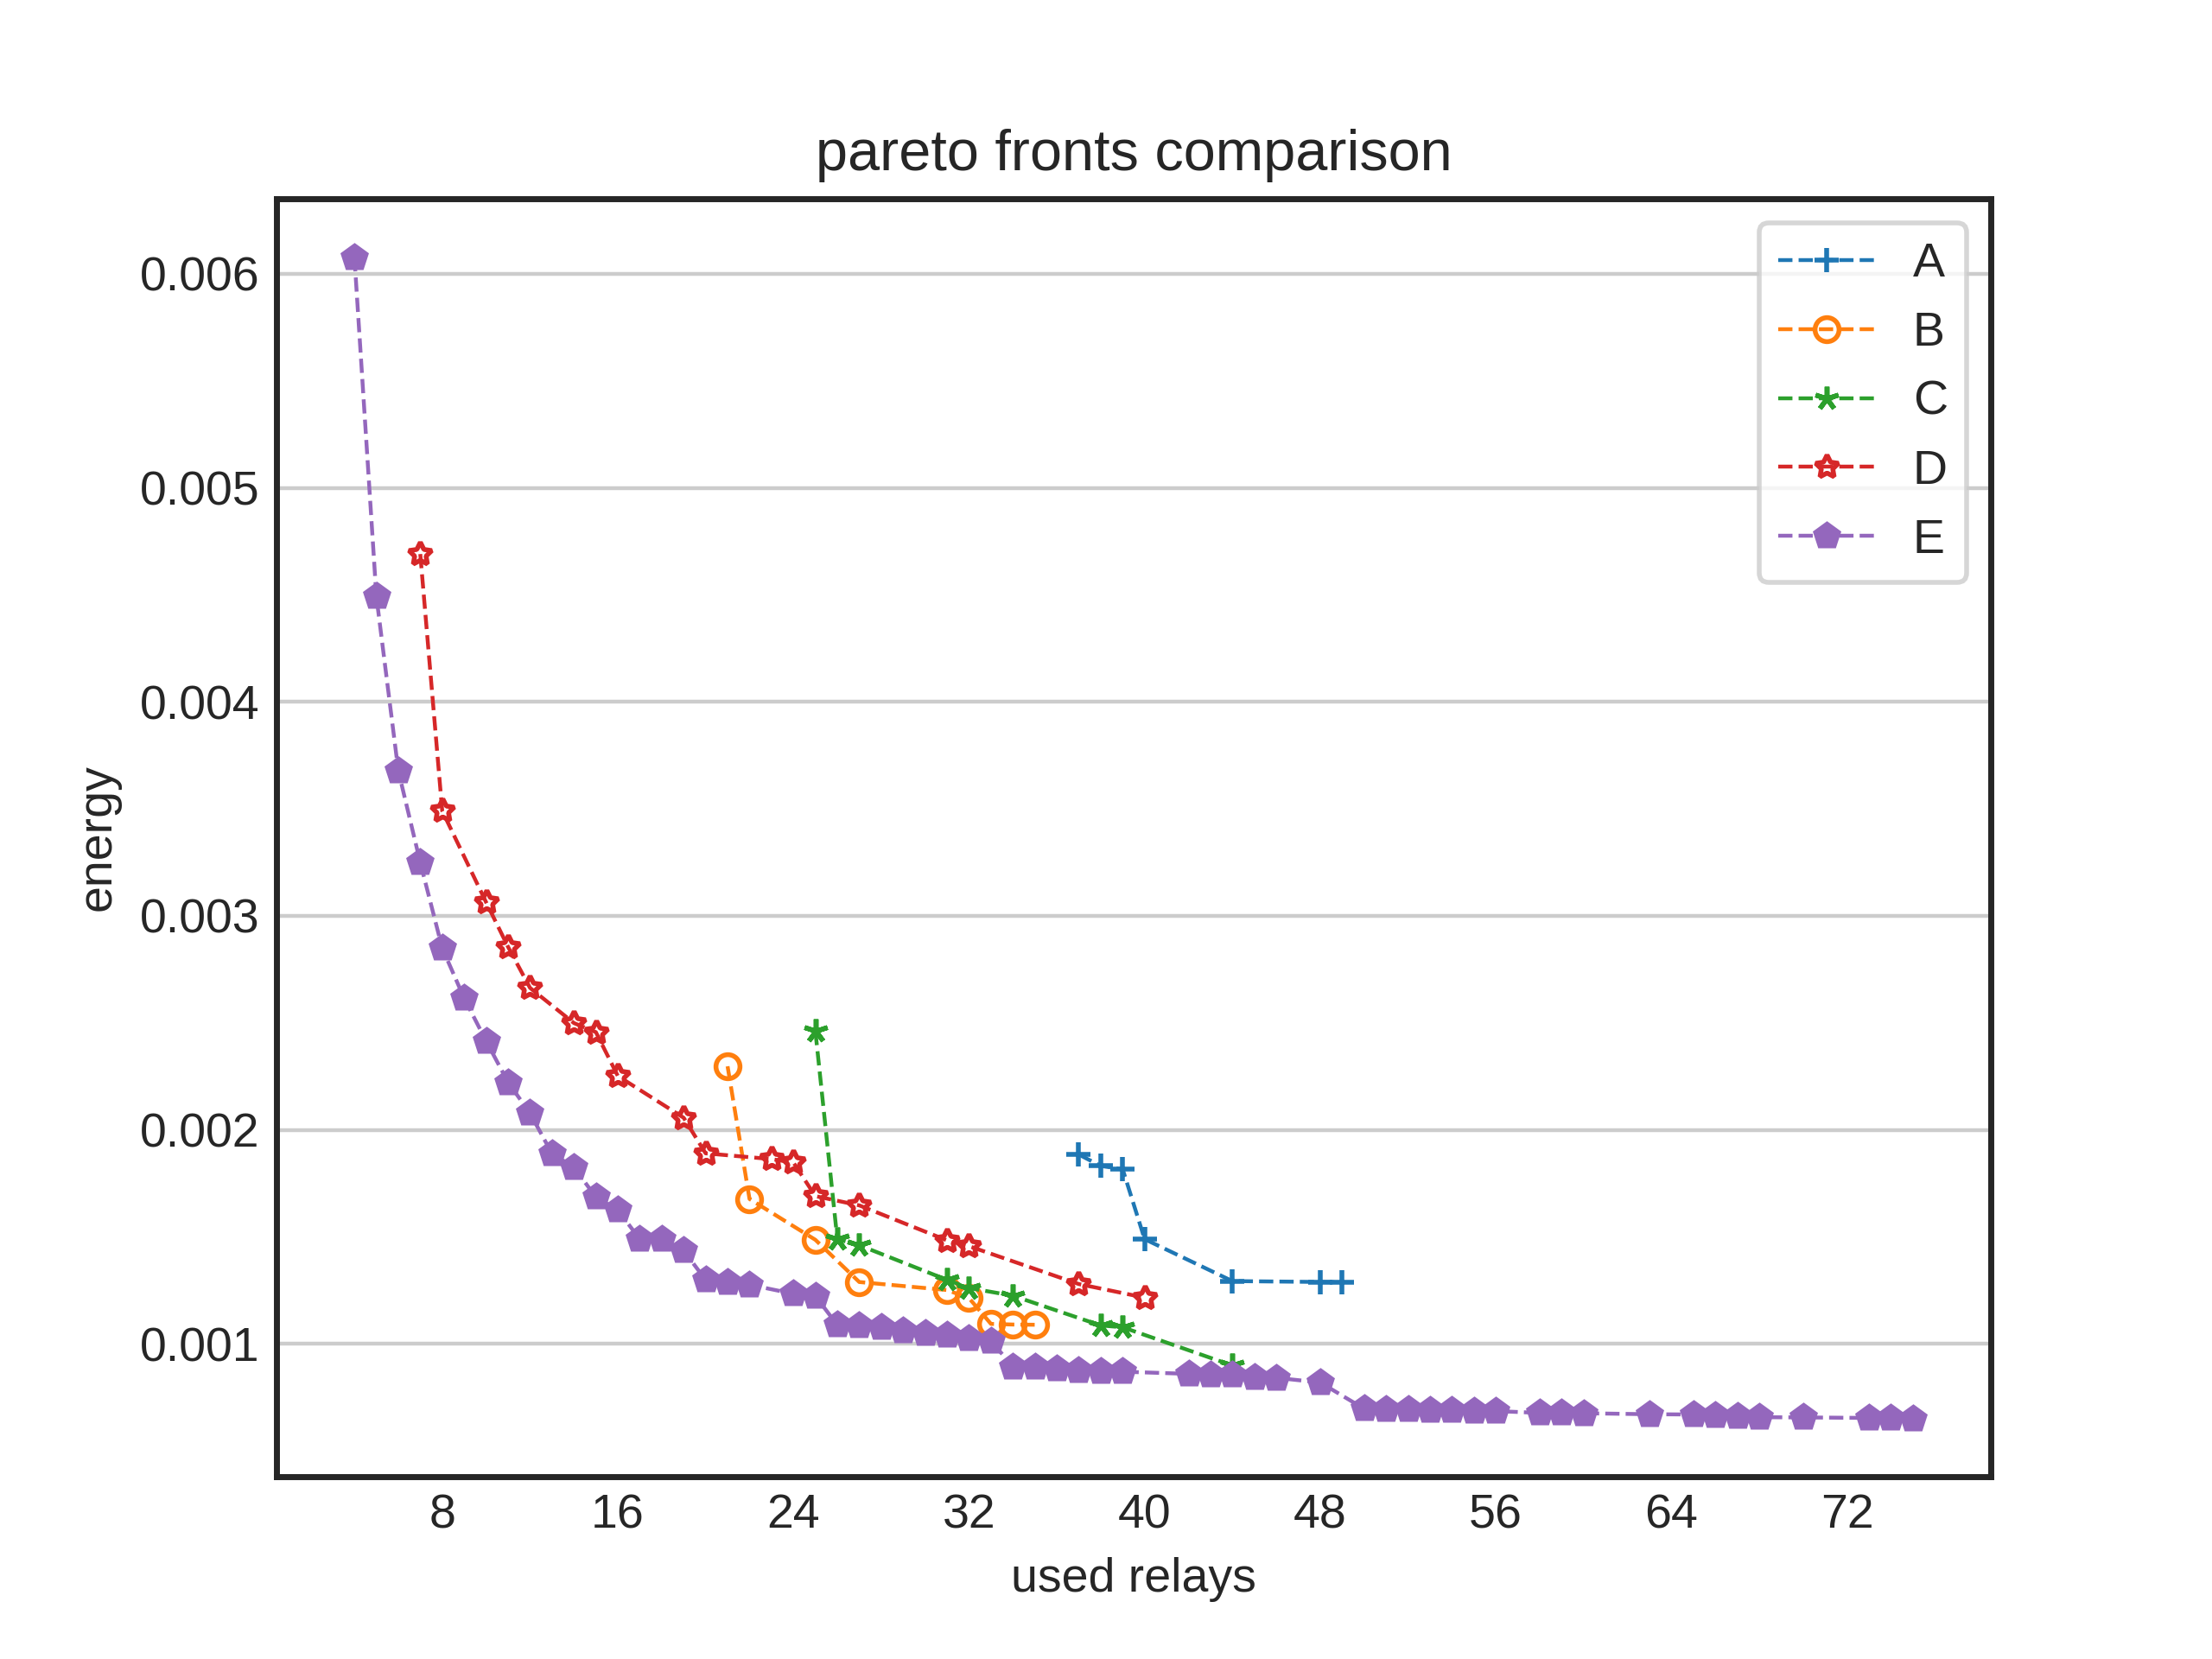 pareto fronts comparison
A
B
C
D
E
0.006
0.005
0.004
0.003
0.002
0.001
energy
8 16 24 32 40 48 56 64 72
used relays